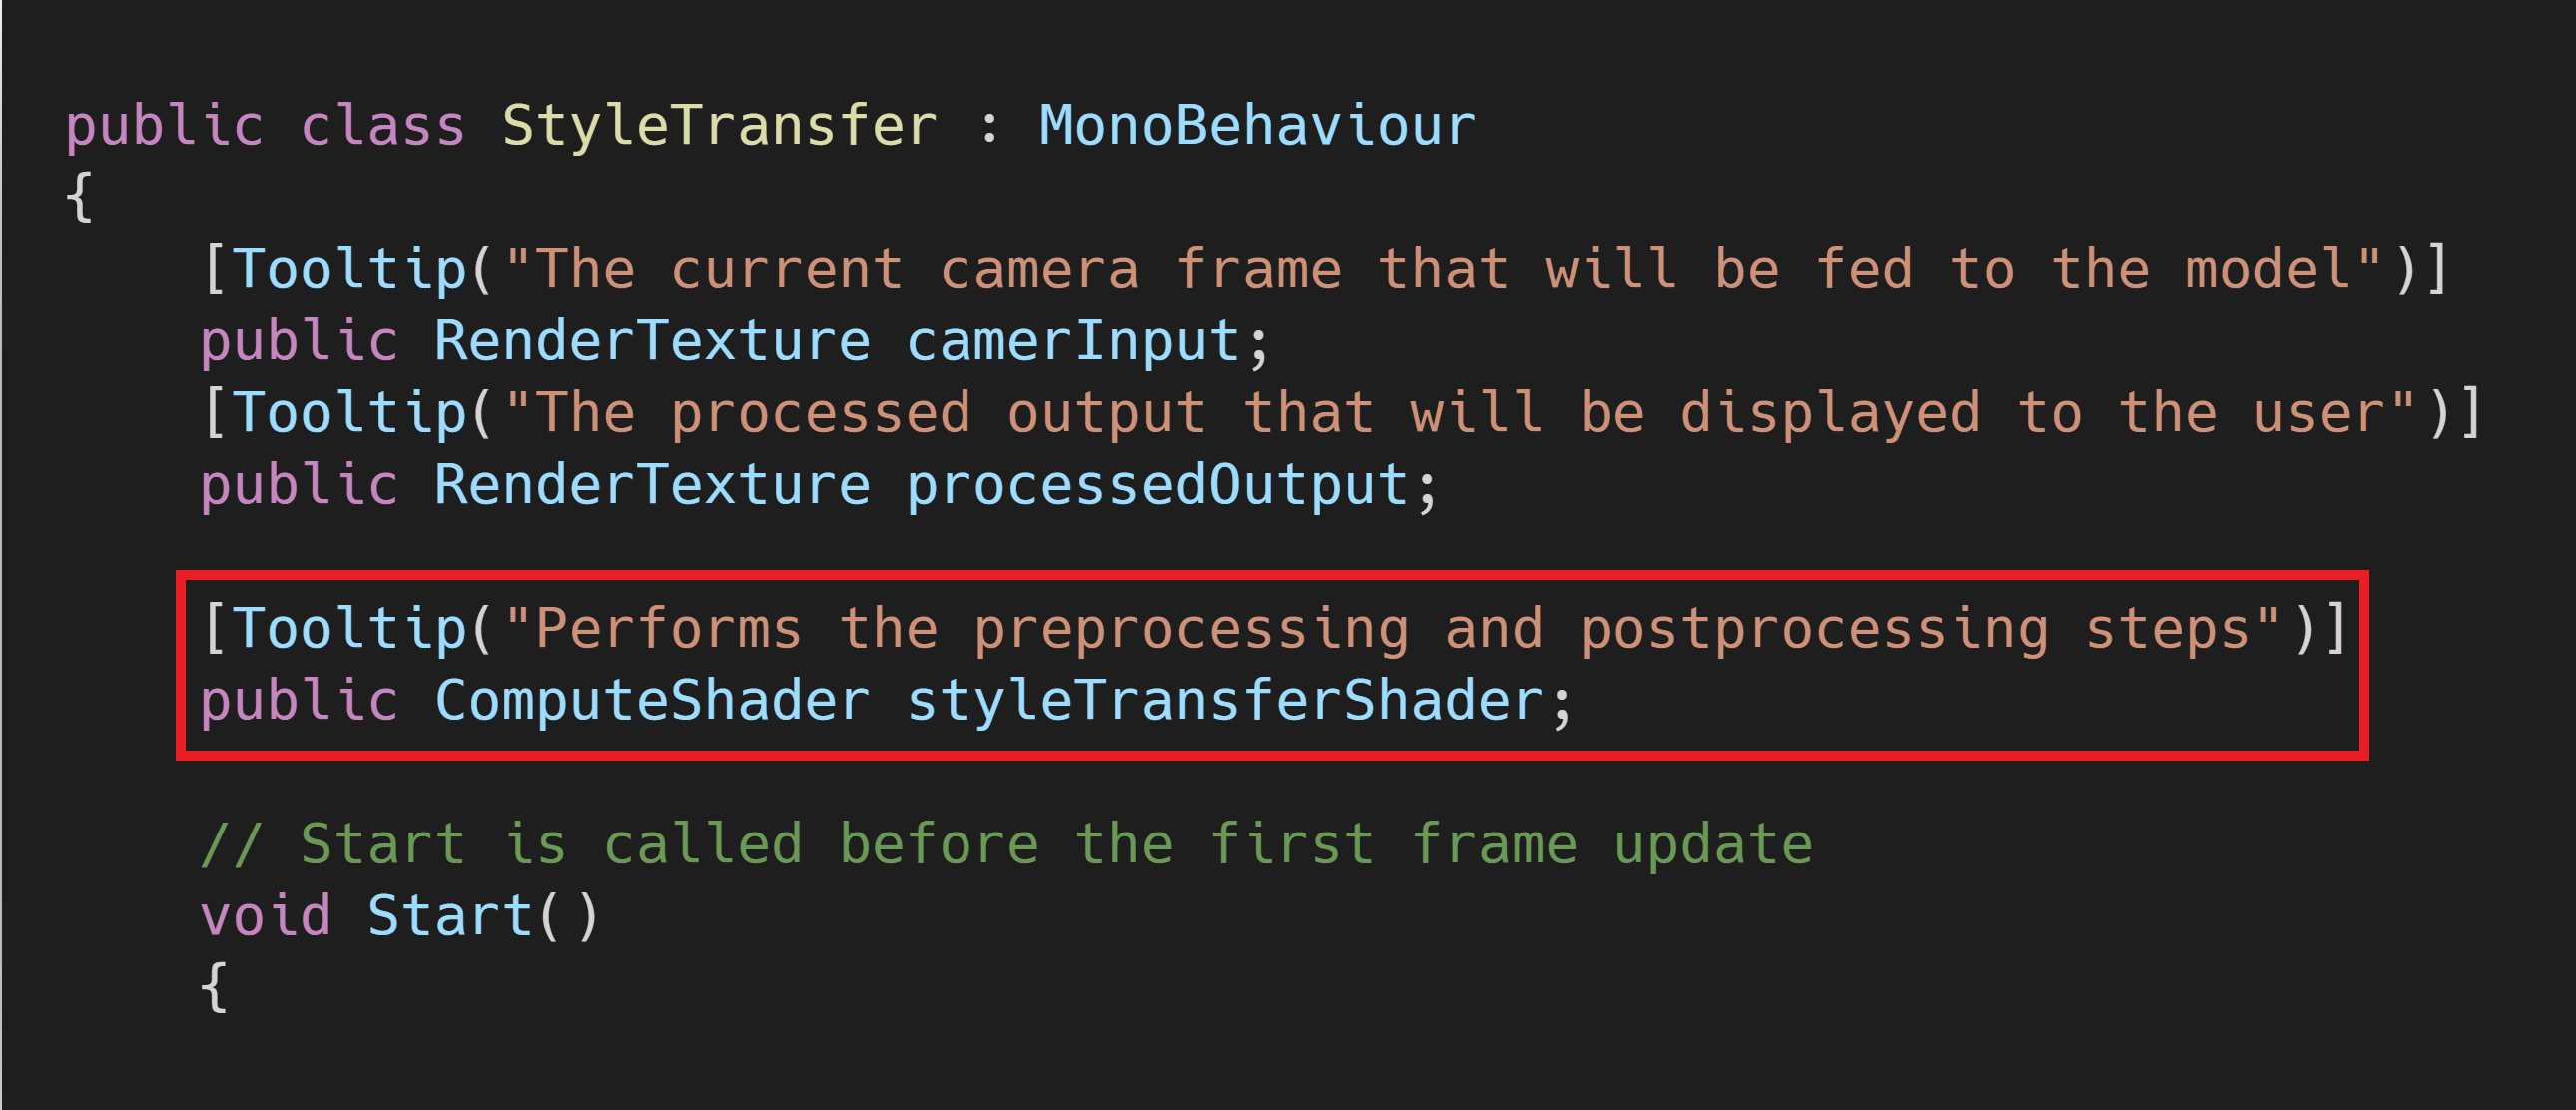 public class StyleTransfer : MonoBehaviour
{
[Tooltip("The current camera frame that will be fed to the model")]
public RenderTexture camerInput;
[Tooltip("The processed output that will be displayed to the user")]
public RenderTexture processedOutput;
[Tooltip("Performs the preprocessing and postprocessing steps")]
public ComputeShader styleTransferShader;
// Start is called before the first frame update
void Start()
{